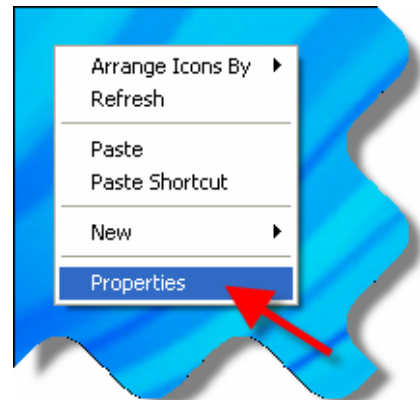 Arrange Icons By
Refresh
Paste
Paste Shortcut
New
Properties